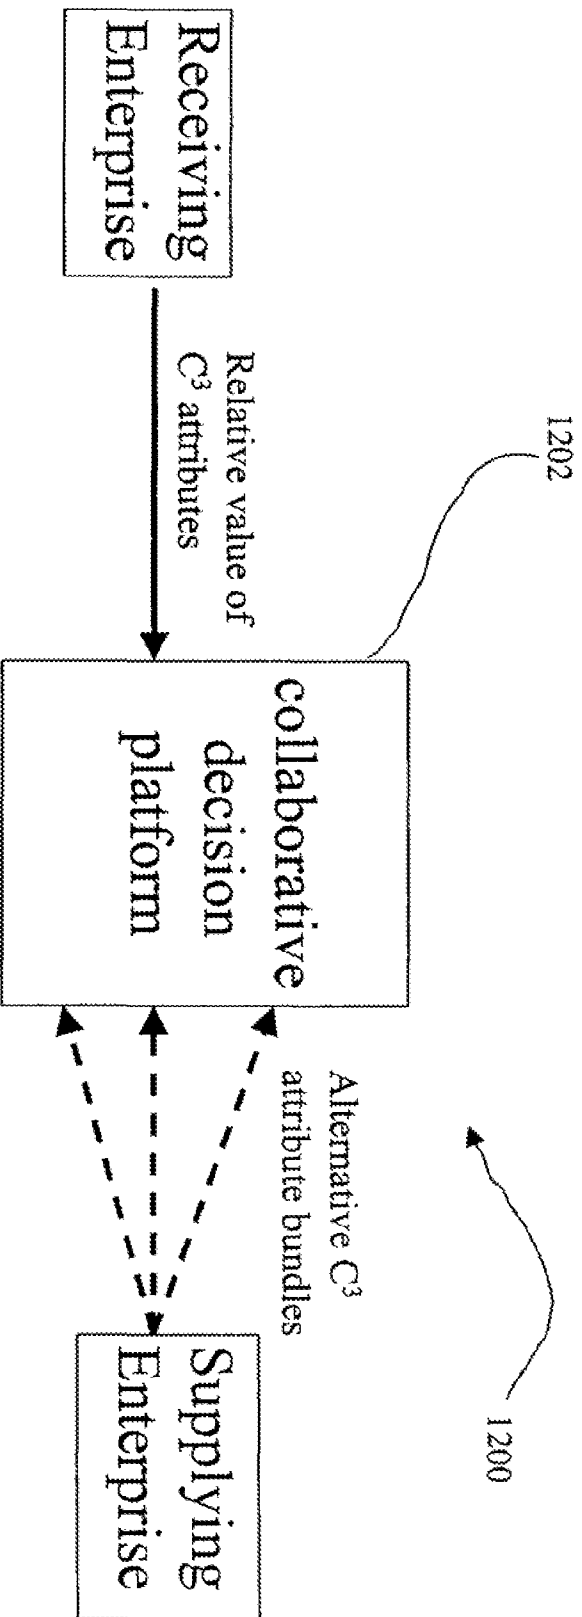 1202
1200
Receiving
Enterprise
Relative value of
C³ attributes
collaborative
decision
platform
Alternative C³
attribute bundles
Supplying
Enterprise